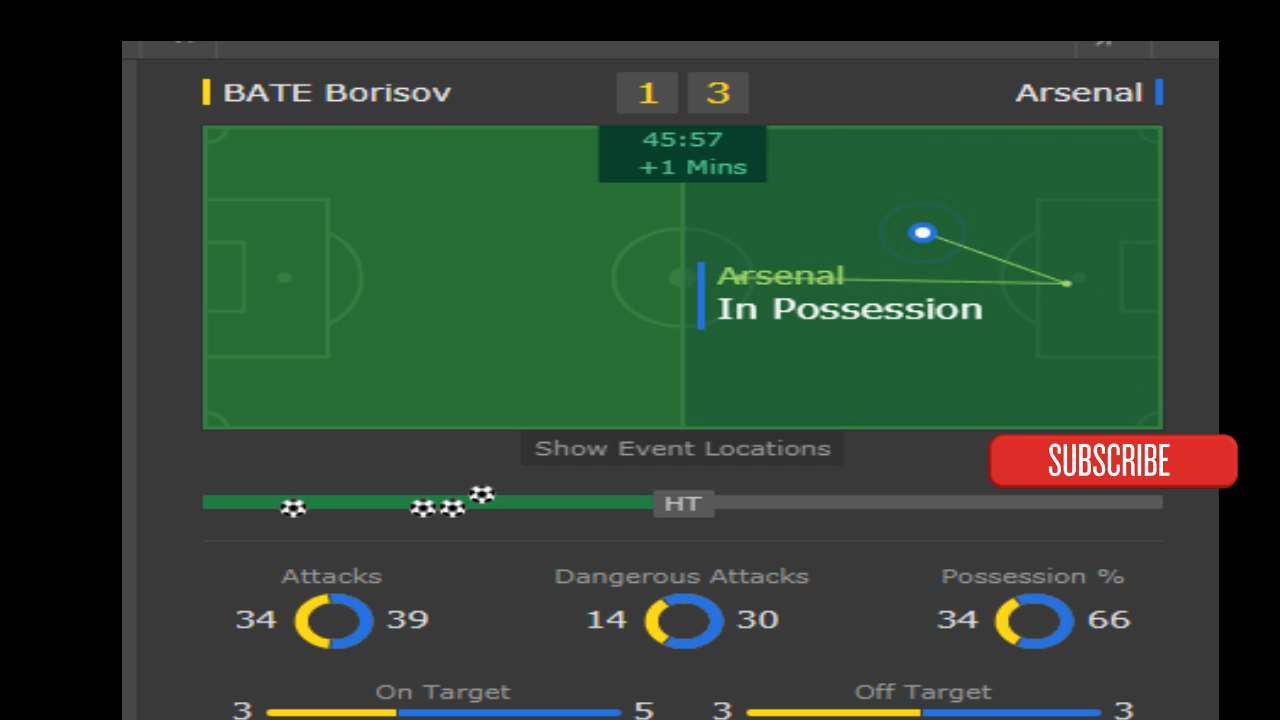 BATE Borisov 1 3 Arsenal
45:57
+1 Mins
Arsenal
In Possession
Show Event Locations
SUBSCRIBE
HT
Attacks Dangerous Attacks Possession %
34 39 14 30 34 66
On Target Off Target
3 5 3 3